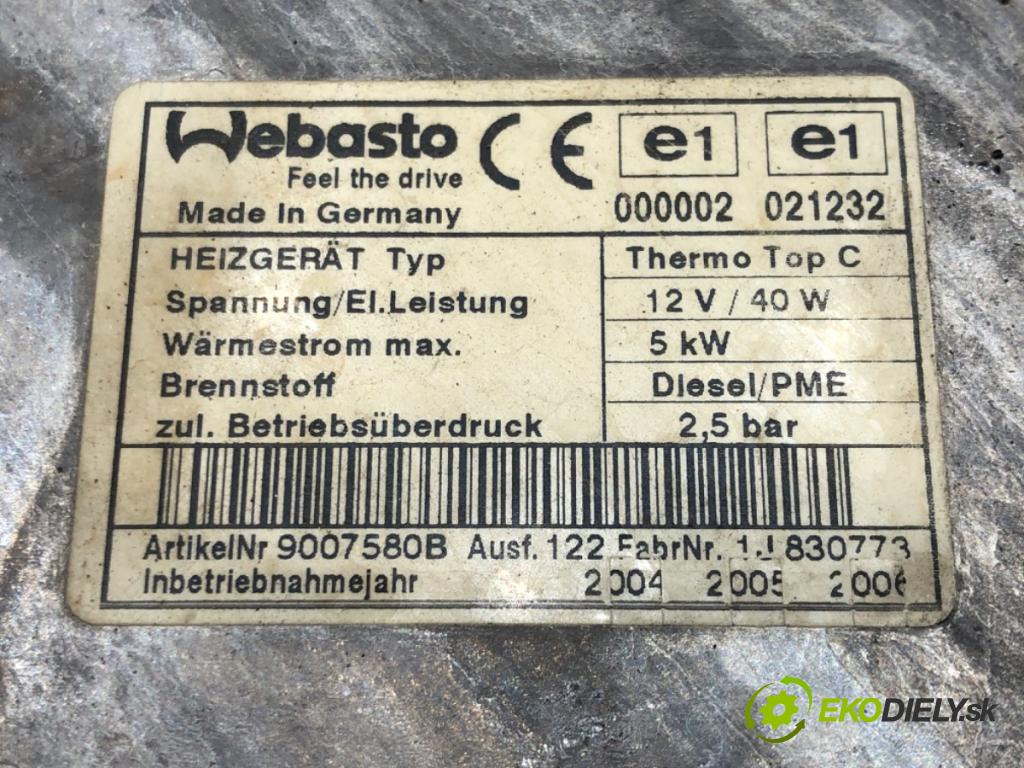 Webasto CE e1 e1
Feel the drive
Made In Germany 000002 021232
HEIZGERÄT Typ Thermo Top C
Spannung/El.Leistung 12 V / 40 W
Wärmestrom max. 5 kW
Brennstoff Diesel/PME
zul. Betriebsüberdruck 2,5 bar
ArtikelNr 9007580B Ausf. 122 FabrNr. 1J830773
Inbetriebnahmejahr 2004 2005 2006
EKODIELY.sk